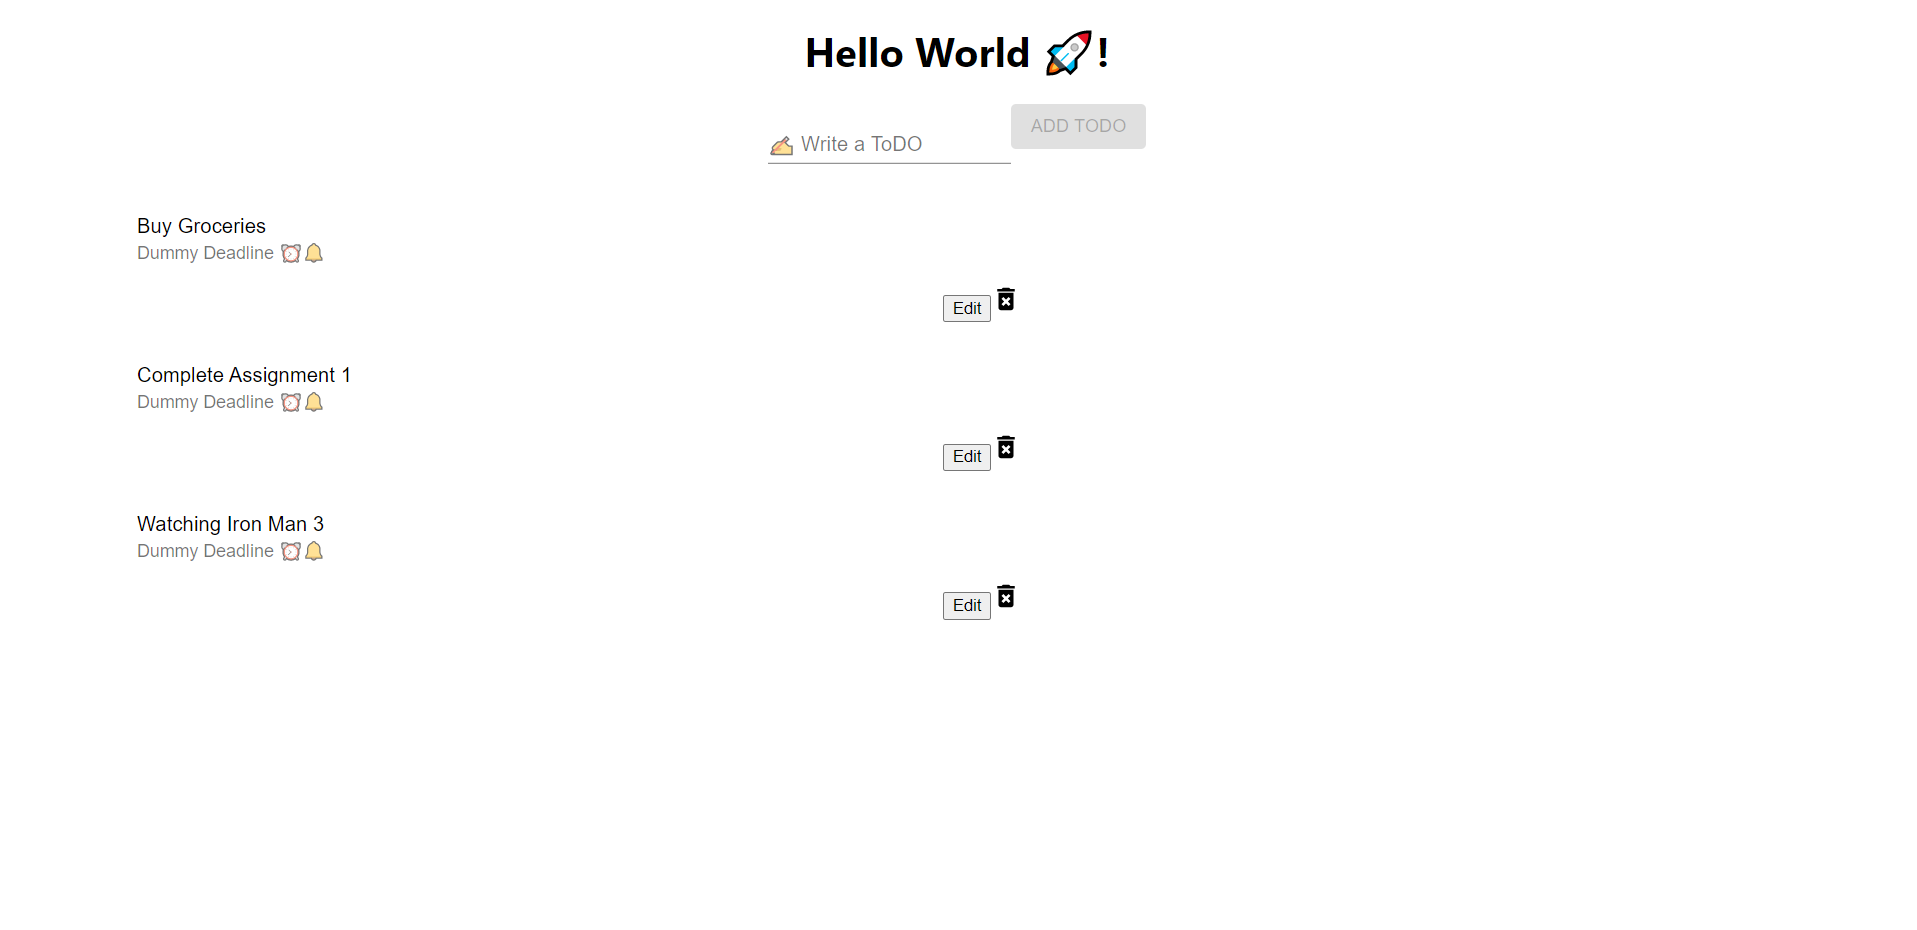 Hello World 🚀!
✍️ Write a ToDO
ADD TODO
Buy Groceries
Dummy Deadline ⏰🔔
Edit
Complete Assignment 1
Dummy Deadline ⏰🔔
Edit
Watching Iron Man 3
Dummy Deadline ⏰🔔
Edit